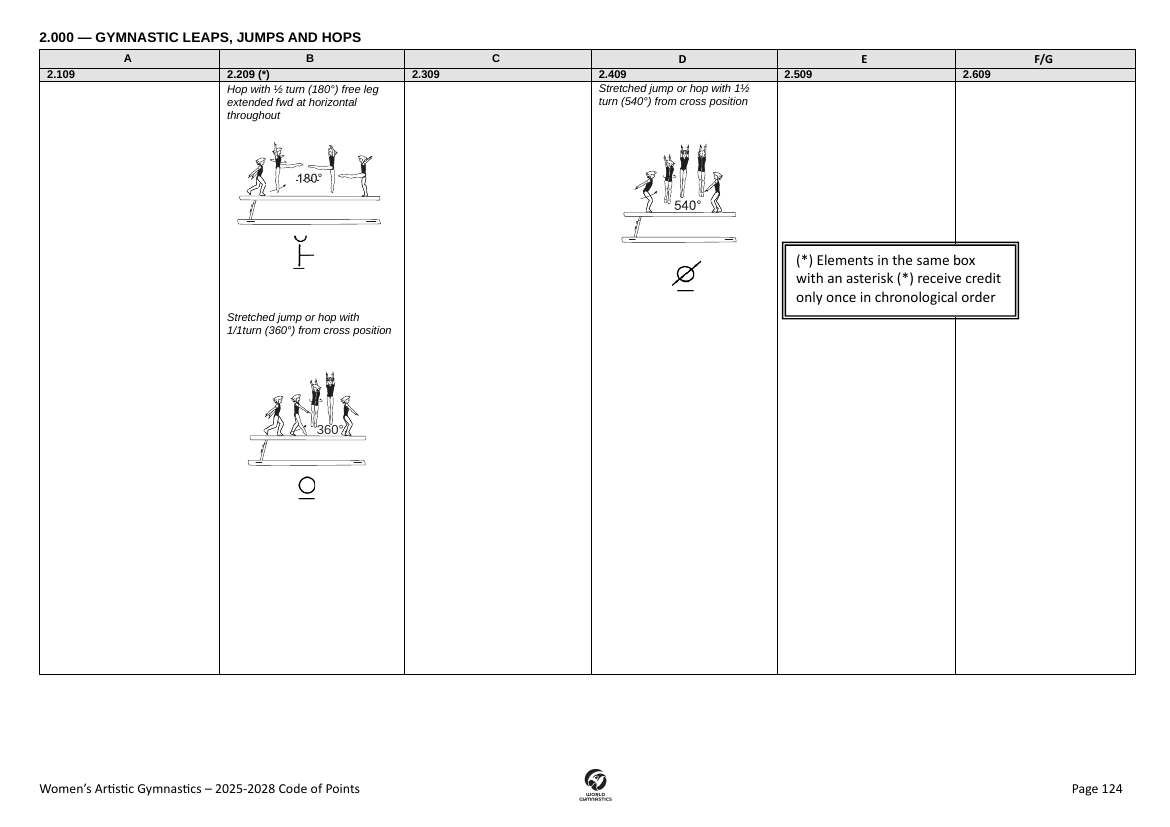 2.000 — GYMNASTIC LEAPS, JUMPS AND HOPS
A B C D E F/G
2.109 2.209 (*) 2.309 2.409 2.509 2.609
Hop with ½ turn (180°) free leg
extended fwd at horizontal
throughout
180°
Stretched jump or hop with
1/1turn (360°) from cross position
360°
Stretched jump or hop with 1½
turn (540°) from cross position
540°
(*) Elements in the same box
with an asterisk (*) receive credit
only once in chronological order
Women's Artistic Gymnastics – 2025-2028 Code of Points
WORLD
GYMNASTICS
Page 124